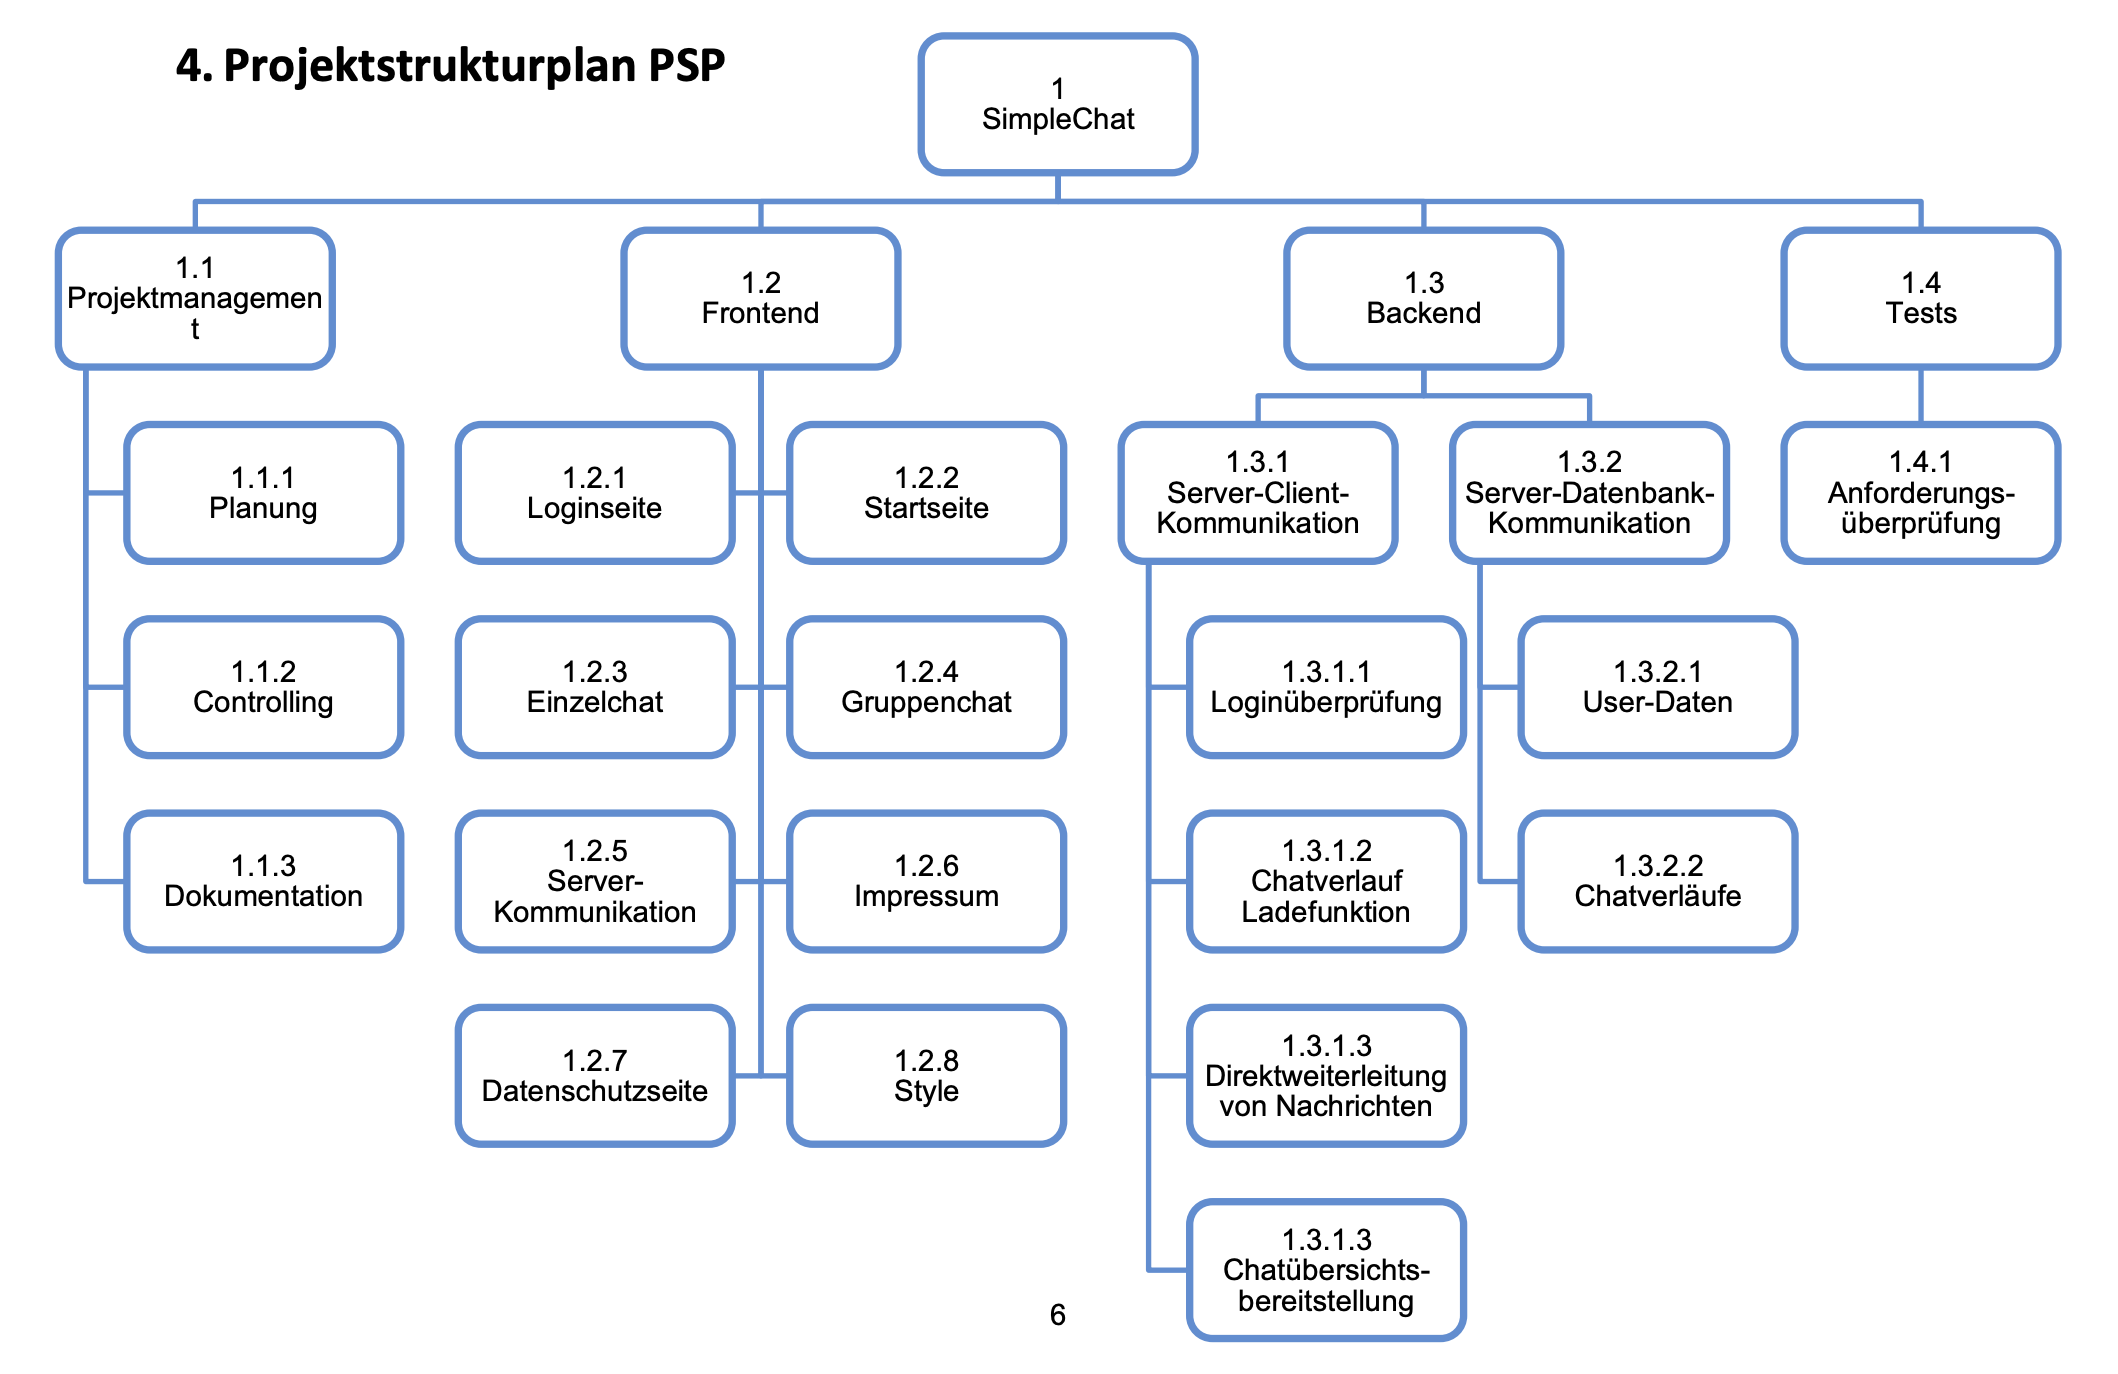 4. Projektstrukturplan PSP
1
SimpleChat
1.1
Projektmanagemen
t
1.2
Frontend
1.3
Backend
1.4
Tests
1.1.1
Planung
1.2.1
Loginseite
1.2.2
Startseite
1.3.1
Server-Client-
Kommunikation
1.3.2
Server-Datenbank-
Kommunikation
1.4.1
Anforderungs-
überprüfung
1.1.2
Controlling
1.2.3
Einzelchat
1.2.4
Gruppenchat
1.3.1.1
Loginüberprüfung
1.3.2.1
User-Daten
1.1.3
Dokumentation
1.2.5
Server-
Kommunikation
1.2.6
Impressum
1.3.1.2
Chatverlauf
Ladefunktion
1.3.2.2
Chatverläufe
1.2.7
Datenschutzseite
1.2.8
Style
1.3.1.3
Direktweiterleitung
von Nachrichten
1.3.1.3
Chatübersichts-
bereitstellung
6